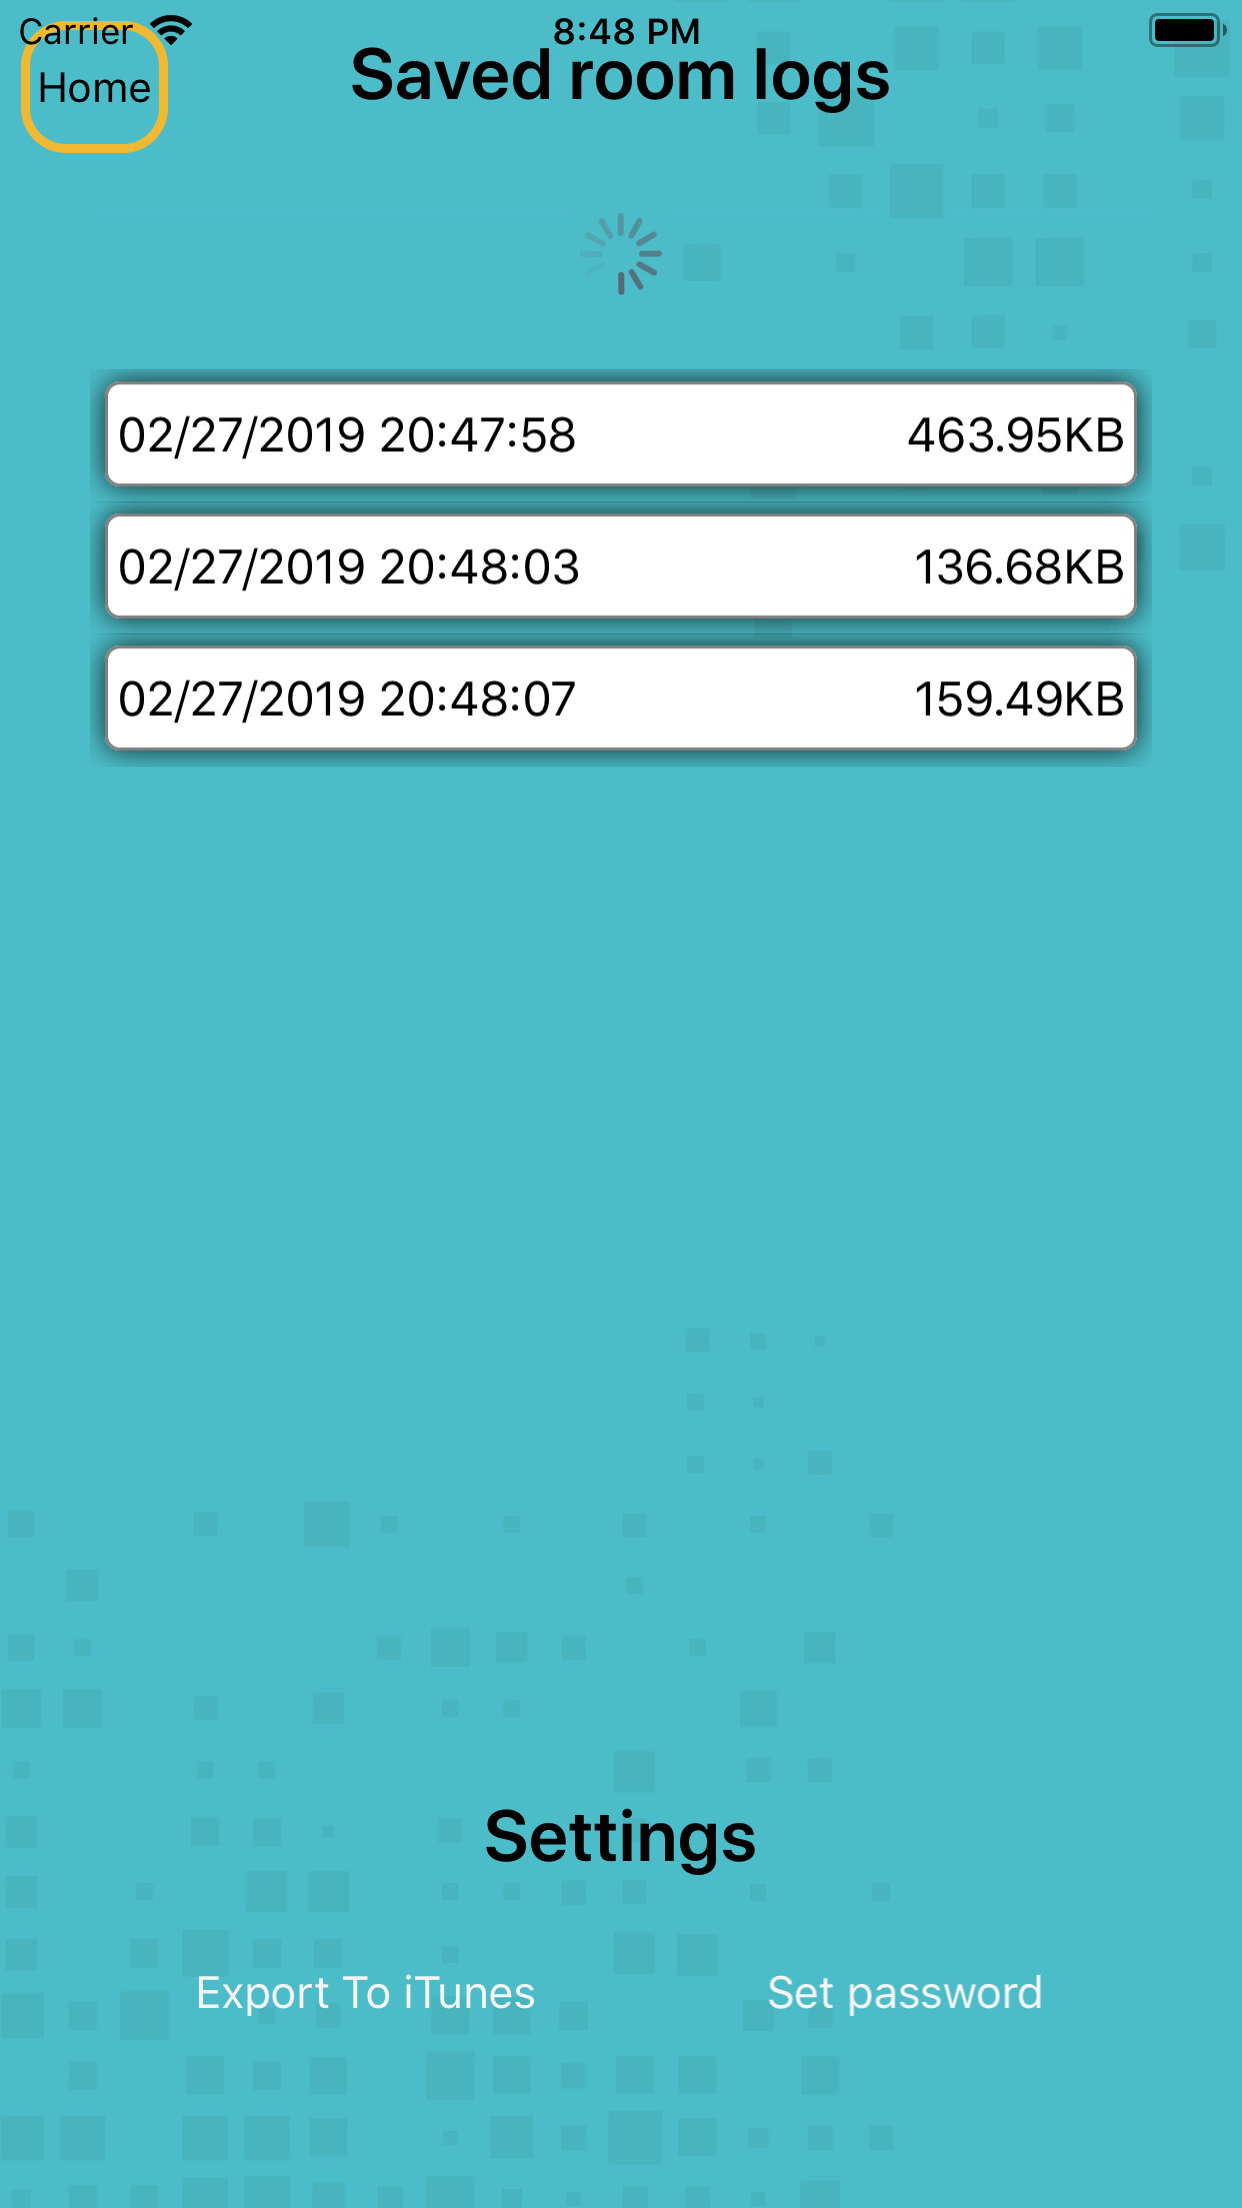 Carrier 8:48 PM
Home
Saved room logs
02/27/2019 20:47:58 463.95KB
02/27/2019 20:48:03 136.68KB
02/27/2019 20:48:07 159.49KB
Settings
Export To iTunes Set password